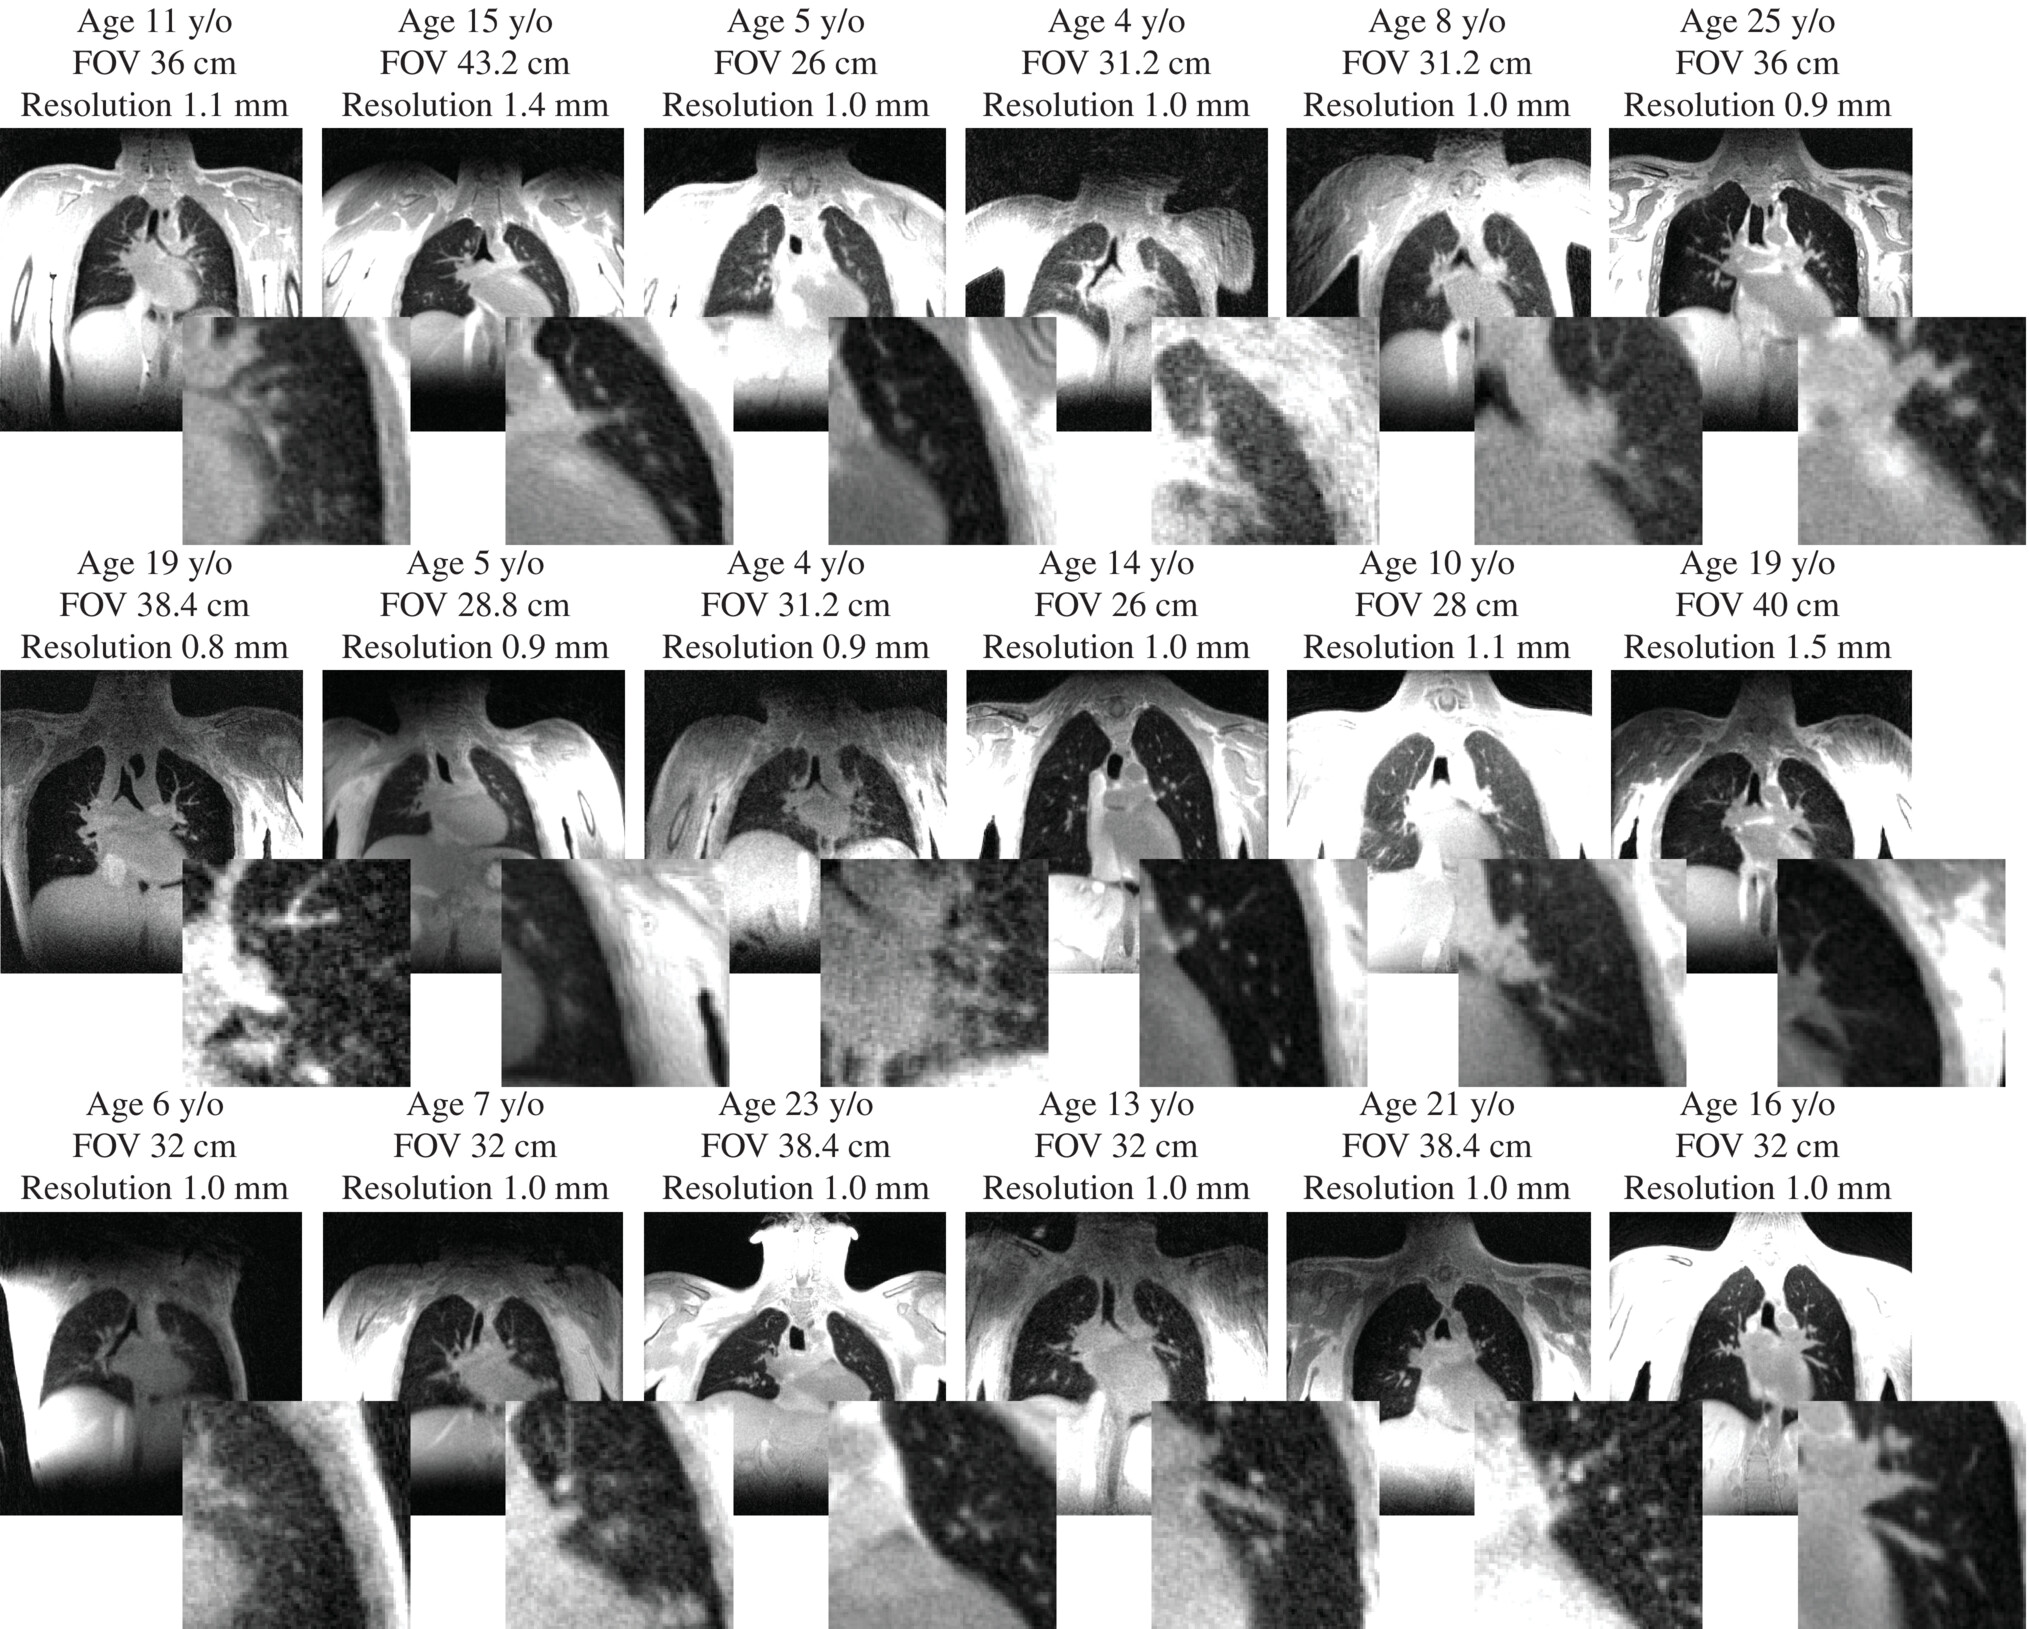 Age 11 y/o
FOV 36 cm
Resolution 1.1 mm
Age 15 y/o
FOV 43.2 cm
Resolution 1.4 mm
Age 5 y/o
FOV 26 cm
Resolution 1.0 mm
Age 4 y/o
FOV 31.2 cm
Resolution 1.0 mm
Age 8 y/o
FOV 31.2 cm
Resolution 1.0 mm
Age 25 y/o
FOV 36 cm
Resolution 0.9 mm
Age 19 y/o
FOV 38.4 cm
Resolution 0.8 mm
Age 5 y/o
FOV 28.8 cm
Resolution 0.9 mm
Age 4 y/o
FOV 31.2 cm
Resolution 0.9 mm
Age 14 y/o
FOV 26 cm
Resolution 1.0 mm
Age 10 y/o
FOV 28 cm
Resolution 1.1 mm
Age 19 y/o
FOV 40 cm
Resolution 1.5 mm
Age 6 y/o
FOV 32 cm
Resolution 1.0 mm
Age 7 y/o
FOV 32 cm
Resolution 1.0 mm
Age 23 y/o
FOV 38.4 cm
Resolution 1.0 mm
Age 13 y/o
FOV 32 cm
Resolution 1.0 mm
Age 21 y/o
FOV 38.4 cm
Resolution 1.0 mm
Age 16 y/o
FOV 32 cm
Resolution 1.0 mm